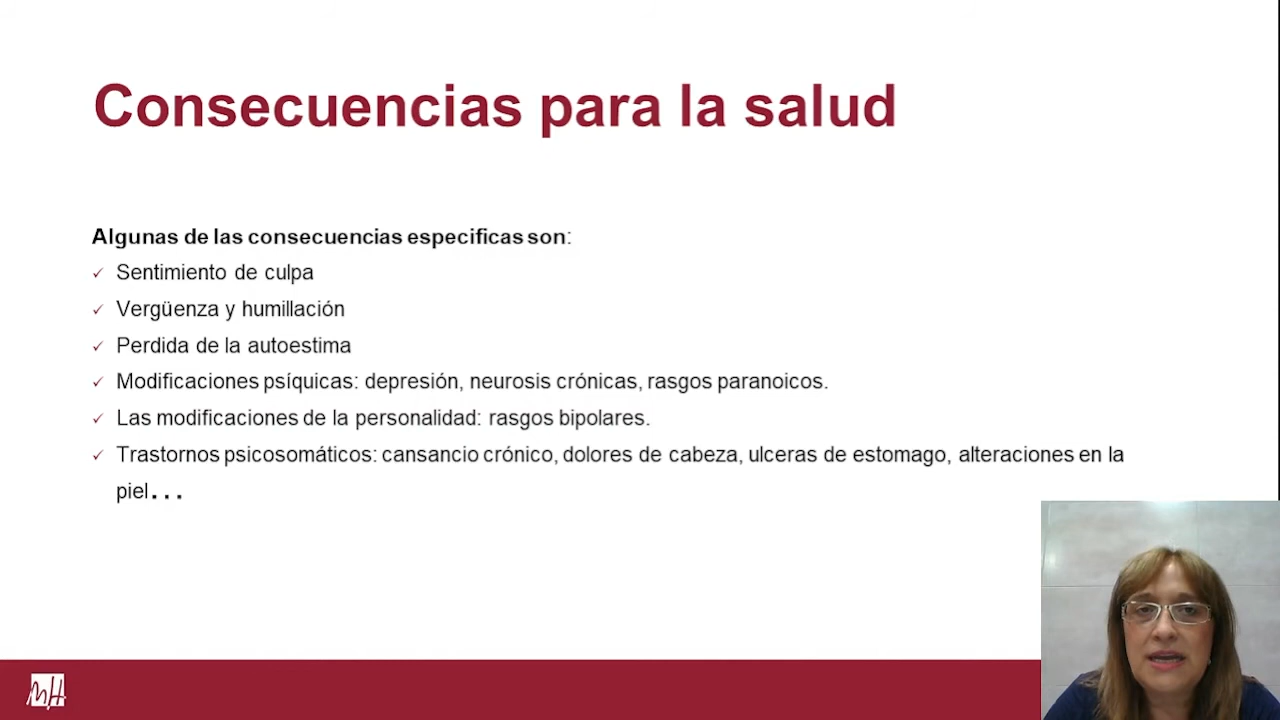 Consecuencias para la salud
Algunas de las consecuencias especificas son:
✓ Sentimiento de culpa
✓ Vergüenza y humillación
✓ Perdida de la autoestima
✓ Modificaciones psíquicas: depresión, neurosis crónicas, rasgos paranoicos.
✓ Las modificaciones de la personalidad: rasgos bipolares.
✓ Trastornos psicosomáticos: cansancio crónico, dolores de cabeza, ulceras de estomago, alteraciones en la
piel...
MH